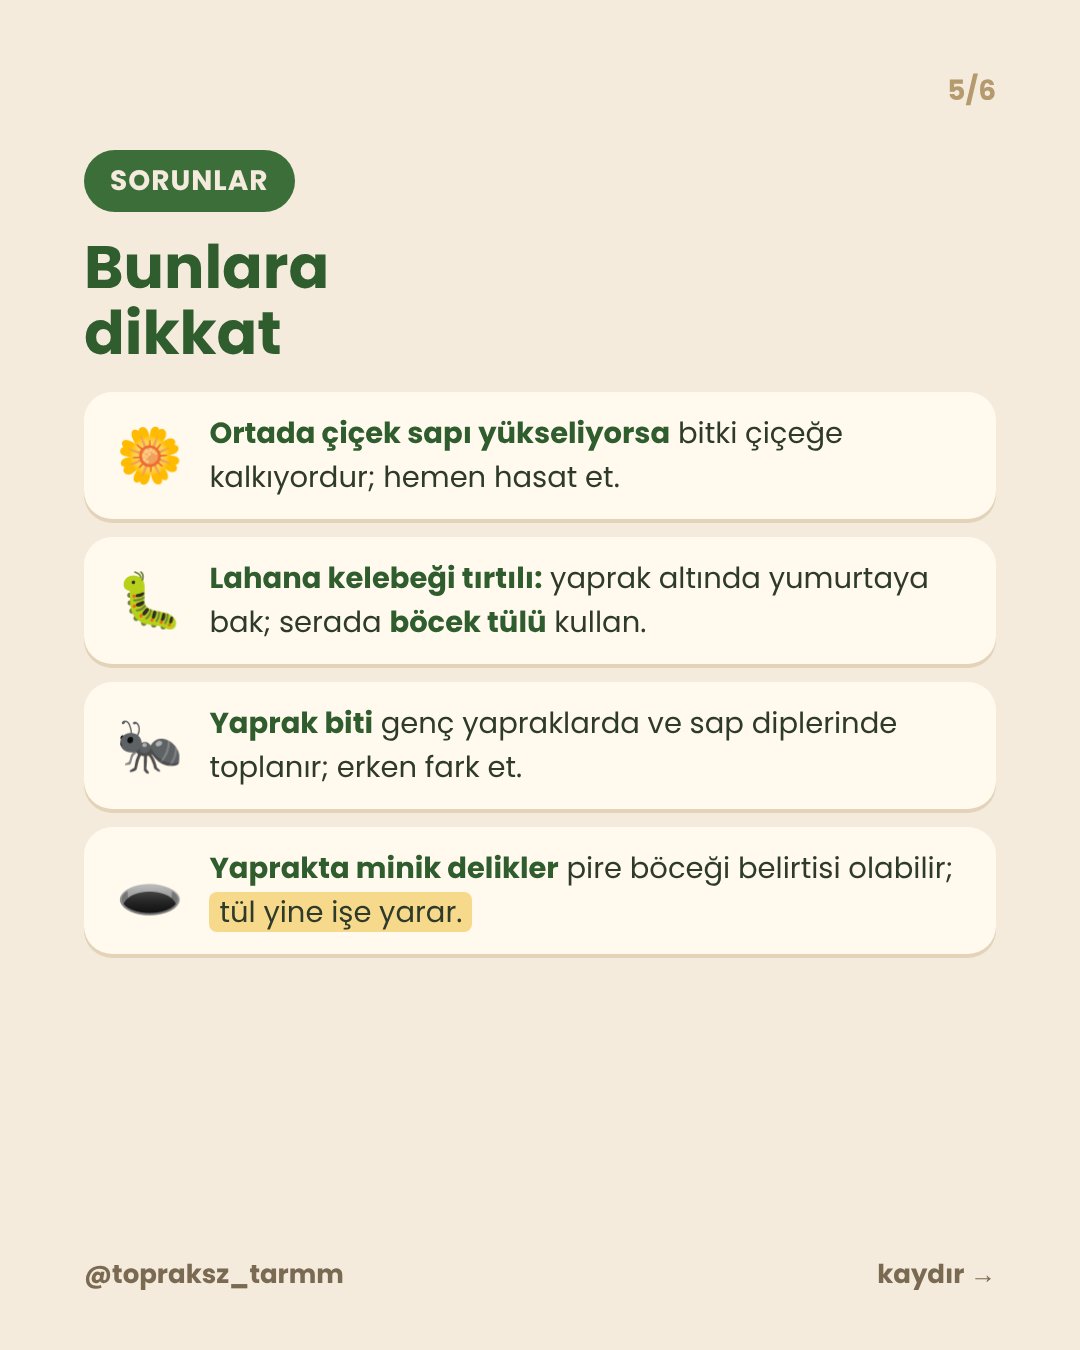 5/6
SORUNLAR
Bunlara
dikkat
Ortada çiçek sapı yükseliyorsa bitki çiçeğe
kalkıyordur; hemen hasat et.
Lahana kelebeği tırtılı: yaprak altında yumurtaya
bak; serada böcek tülü kullan.
Yaprak biti genç yapraklarda ve sap diplerinde
toplanır; erken fark et.
Yaprakta minik delikler pire böceği belirtisi olabilir;
tül yine işe yarar.
@topraksz_tarmm
kaydır →